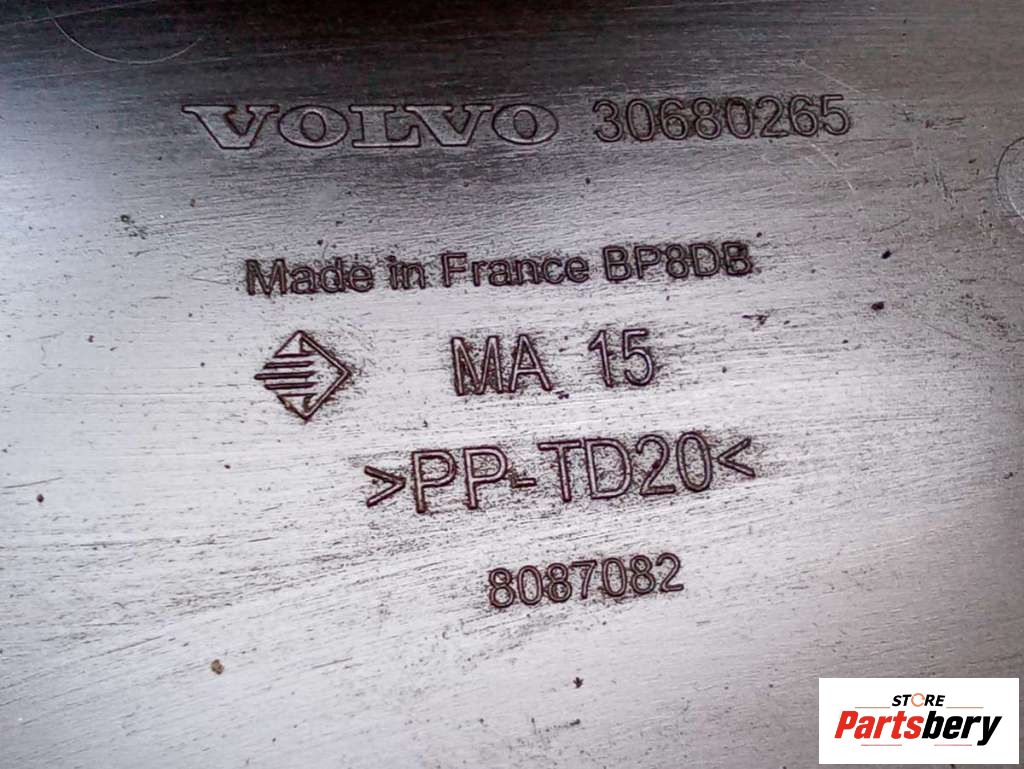 VOLVO 30680265
Made in France BP8DB
MA 15
>PP-TD20<
8087082
STORE
Partsbery